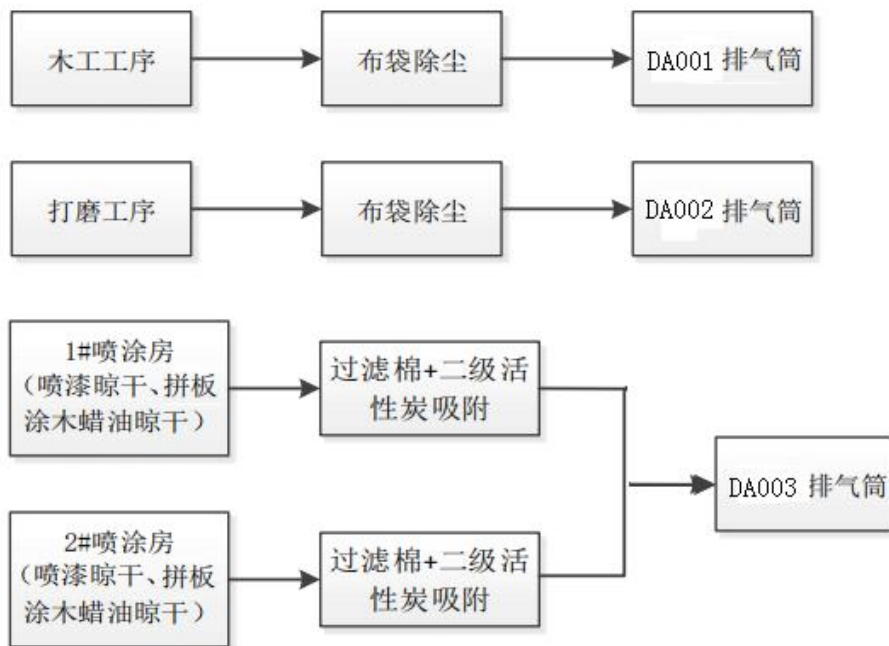 木工工序
布袋除尘
DA001 排气筒
打磨工序
布袋除尘
DA002 排气筒
1#喷涂房
（喷漆晾干、拼板
涂木蜡油晾干）
过滤棉+二级活
性炭吸附
2#喷涂房
（喷漆晾干、拼板
涂木蜡油晾干）
过滤棉+二级活
性炭吸附
DA003 排气筒